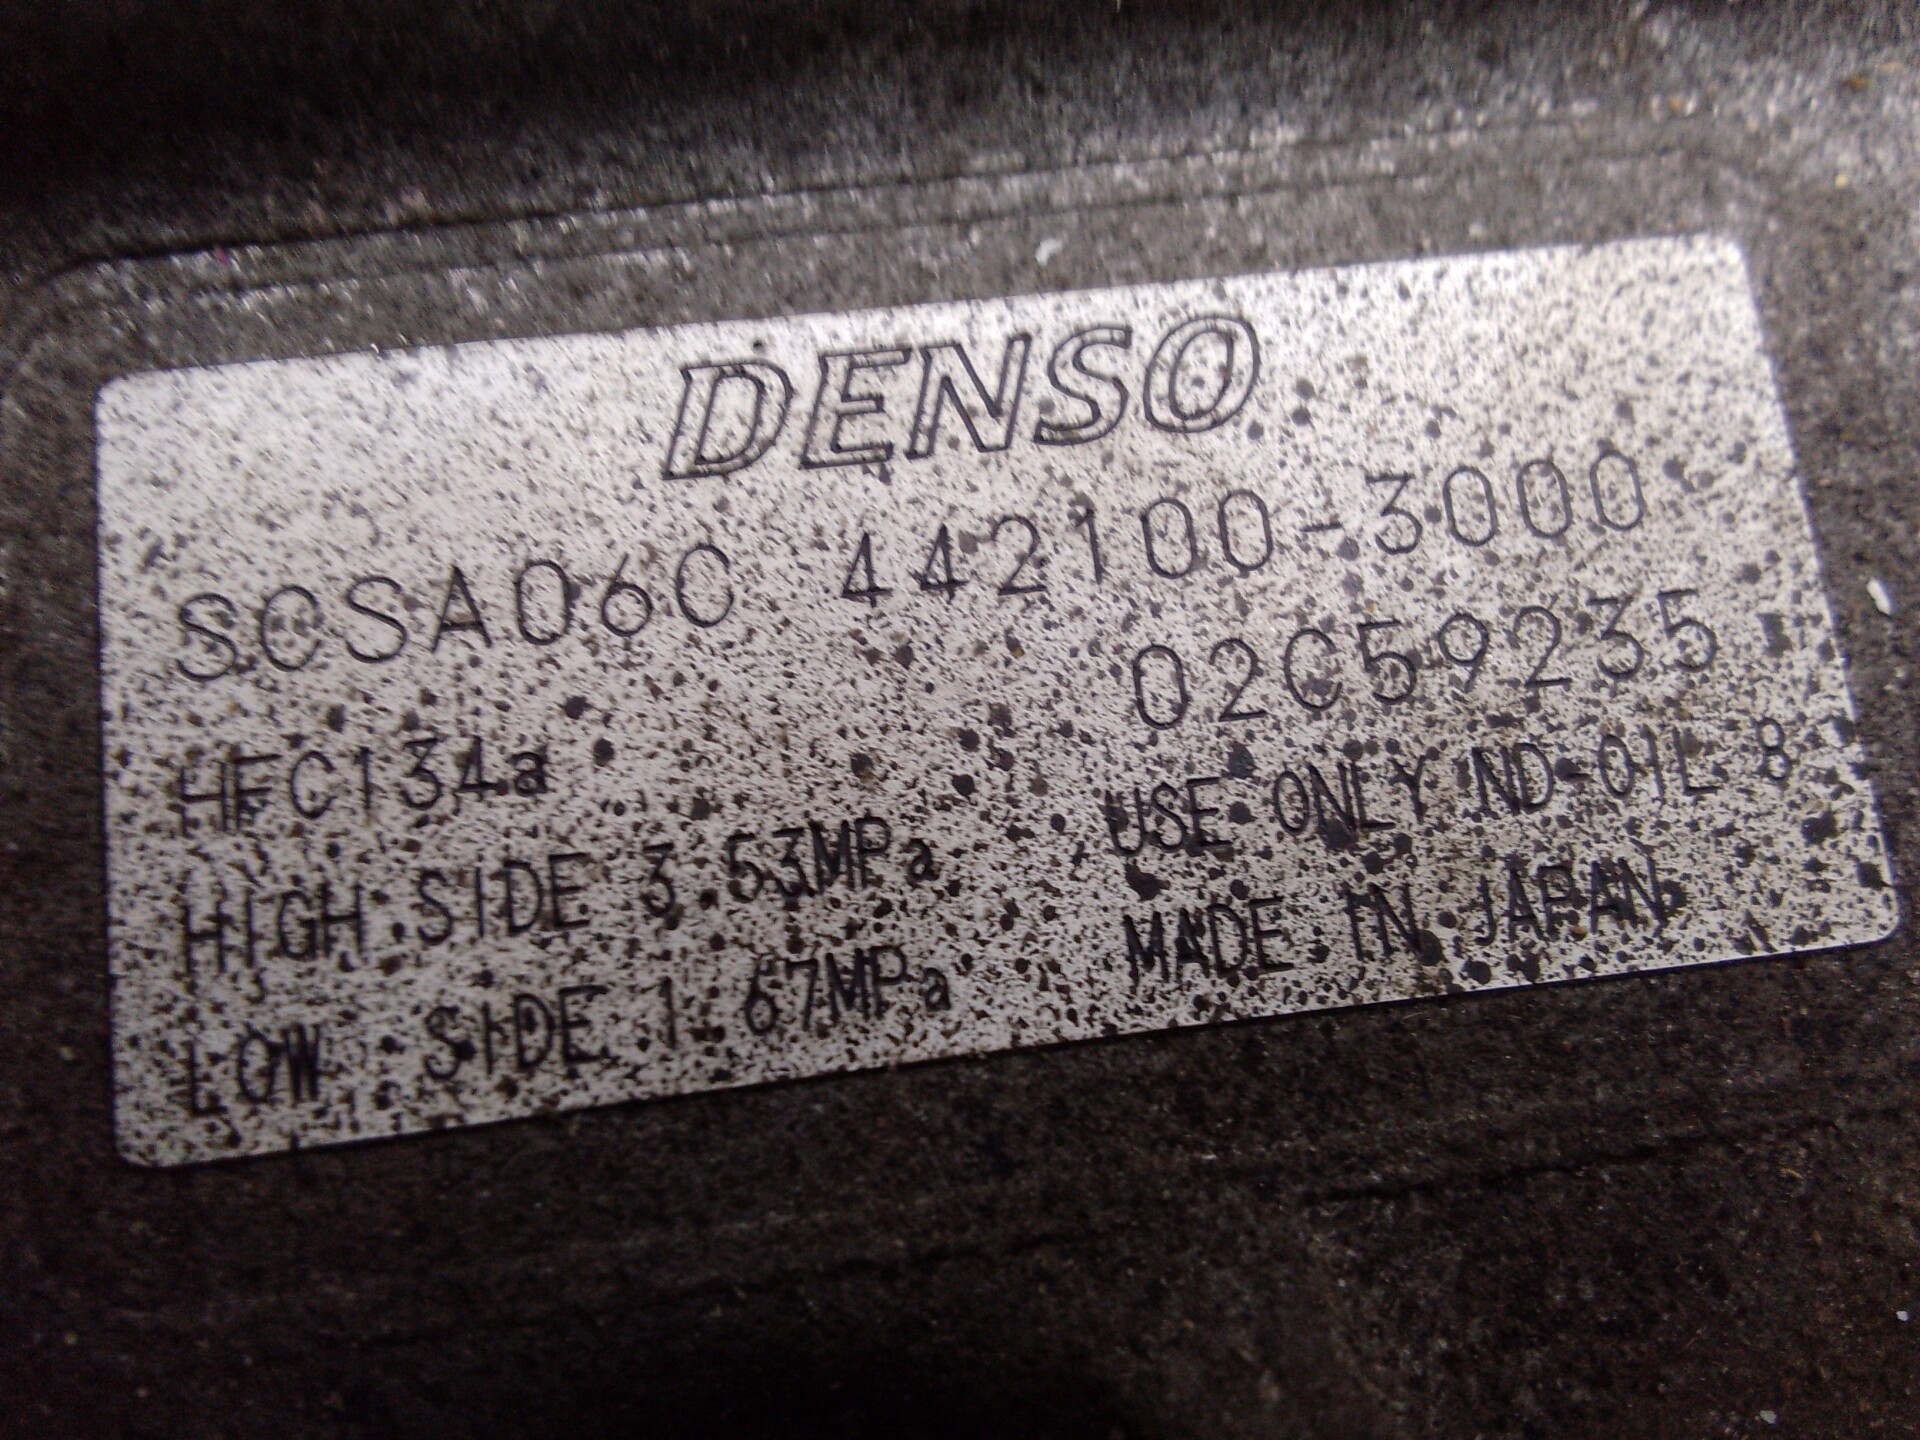 DENSO
SCSA06C 442100-3000
02C59235
HFC134a USE ONLY ND-OIL 8
HIGH SIDE 3.53MPa MADE IN JAPAN
LOW SIDE 1.67MPa